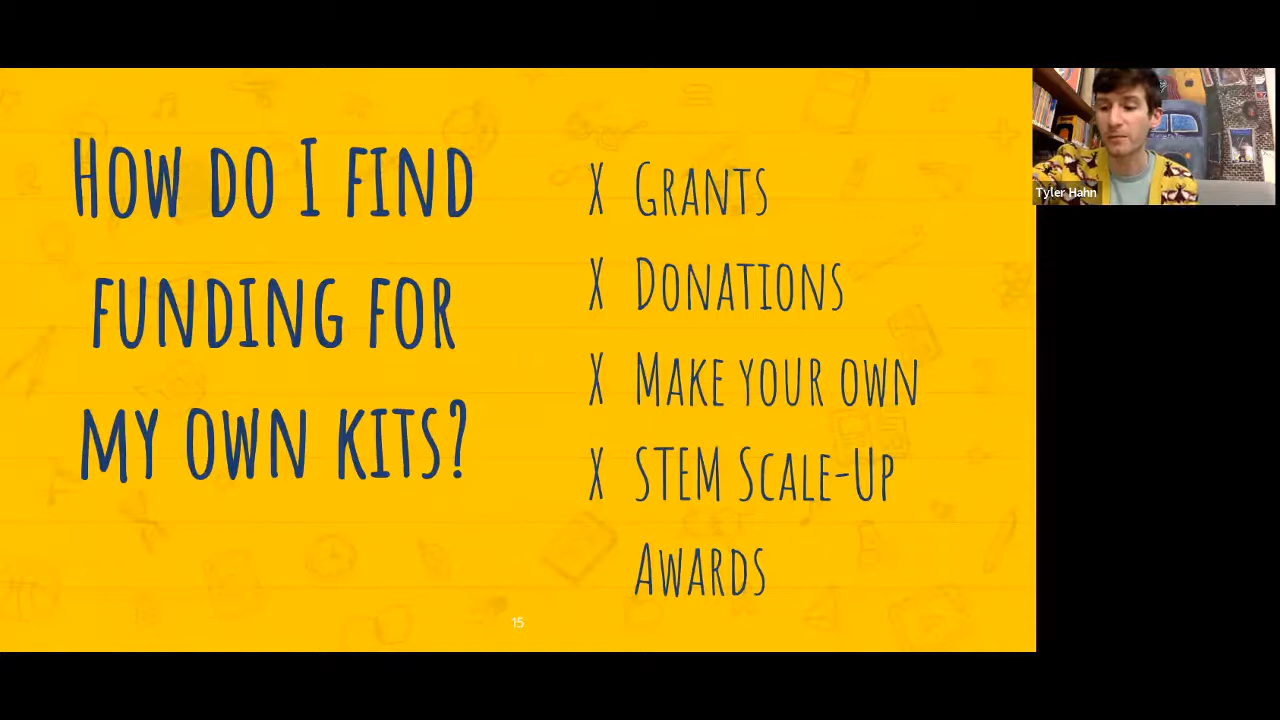 How do I find
funding for
my own kits?
X Grants
X Donations
X Make your own
X STEM Scale-Up
Awards
15
Tyler Hahn